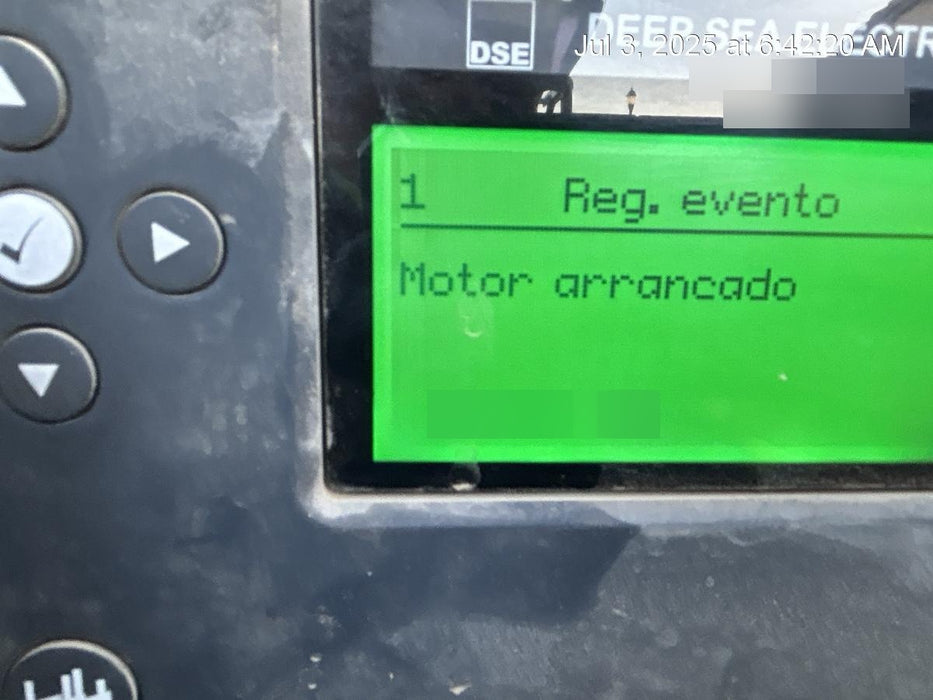 DSE
DEEP SEA ELECTR
Jul 3, 2025 at 6:42:20 AM
1 Reg. evento
Motor arrancado